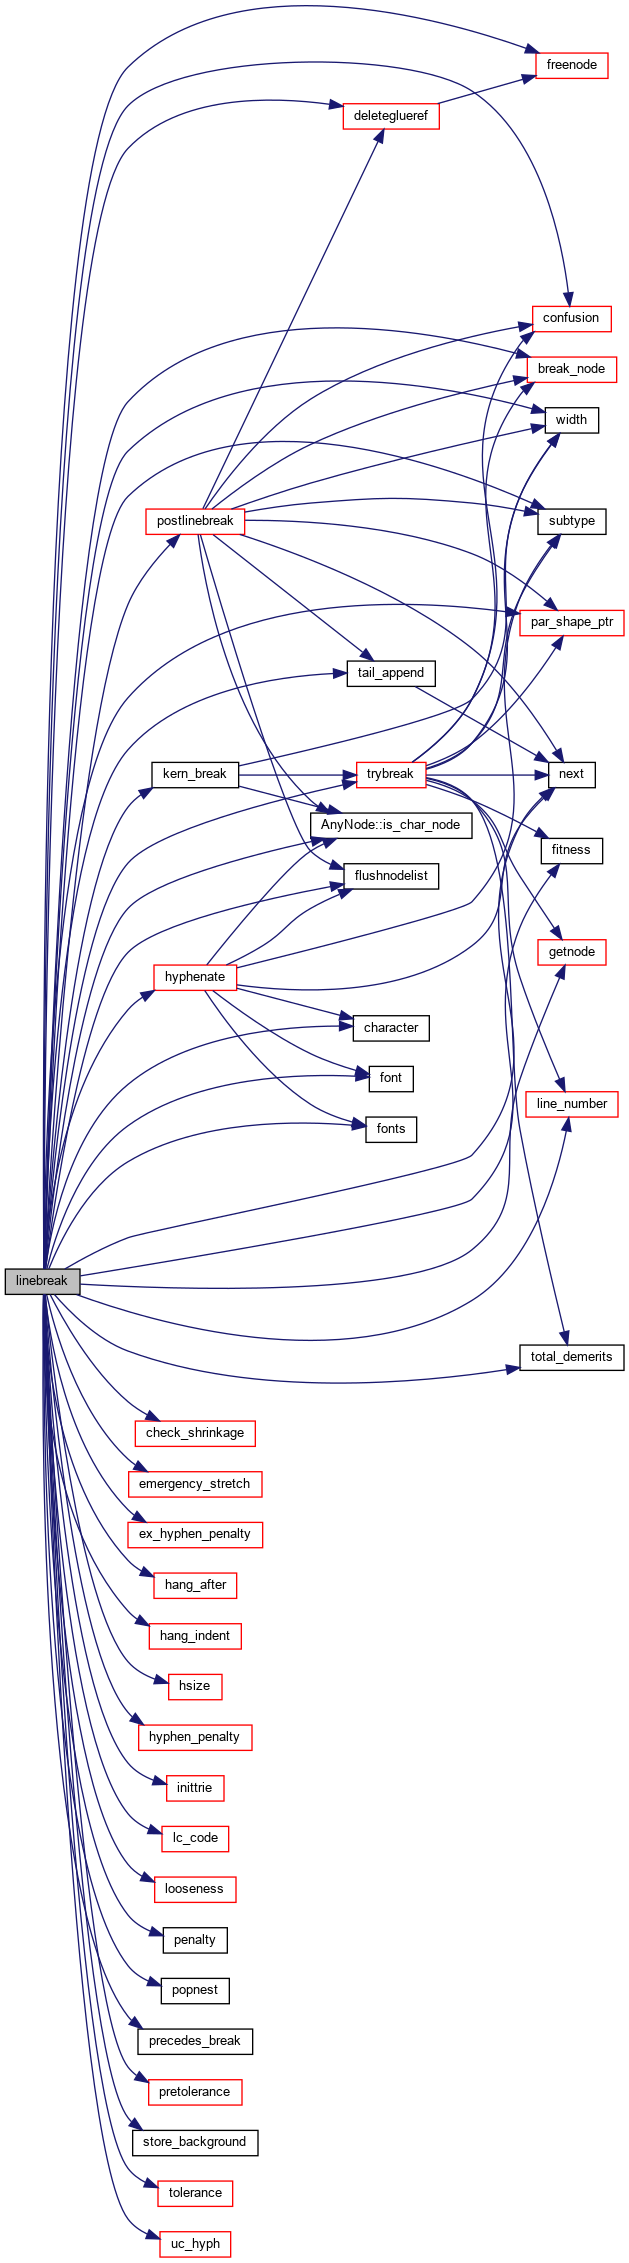 freenode
deleteglueref
confusion
break_node
width
postlinebreak
subtype
par_shape_ptr
tail_append
kern_break
trybreak
next
AnyNode::is_char_node
fitness
flushnodelist
getnode
hyphenate
character
font
line_number
fonts
linebreak
total_demerits
check_shrinkage
emergency_stretch
ex_hyphen_penalty
hang_after
hang_indent
hsize
hyphen_penalty
inittrie
lc_code
looseness
penalty
popnest
precedes_break
pretolerance
store_background
tolerance
uc_hyph